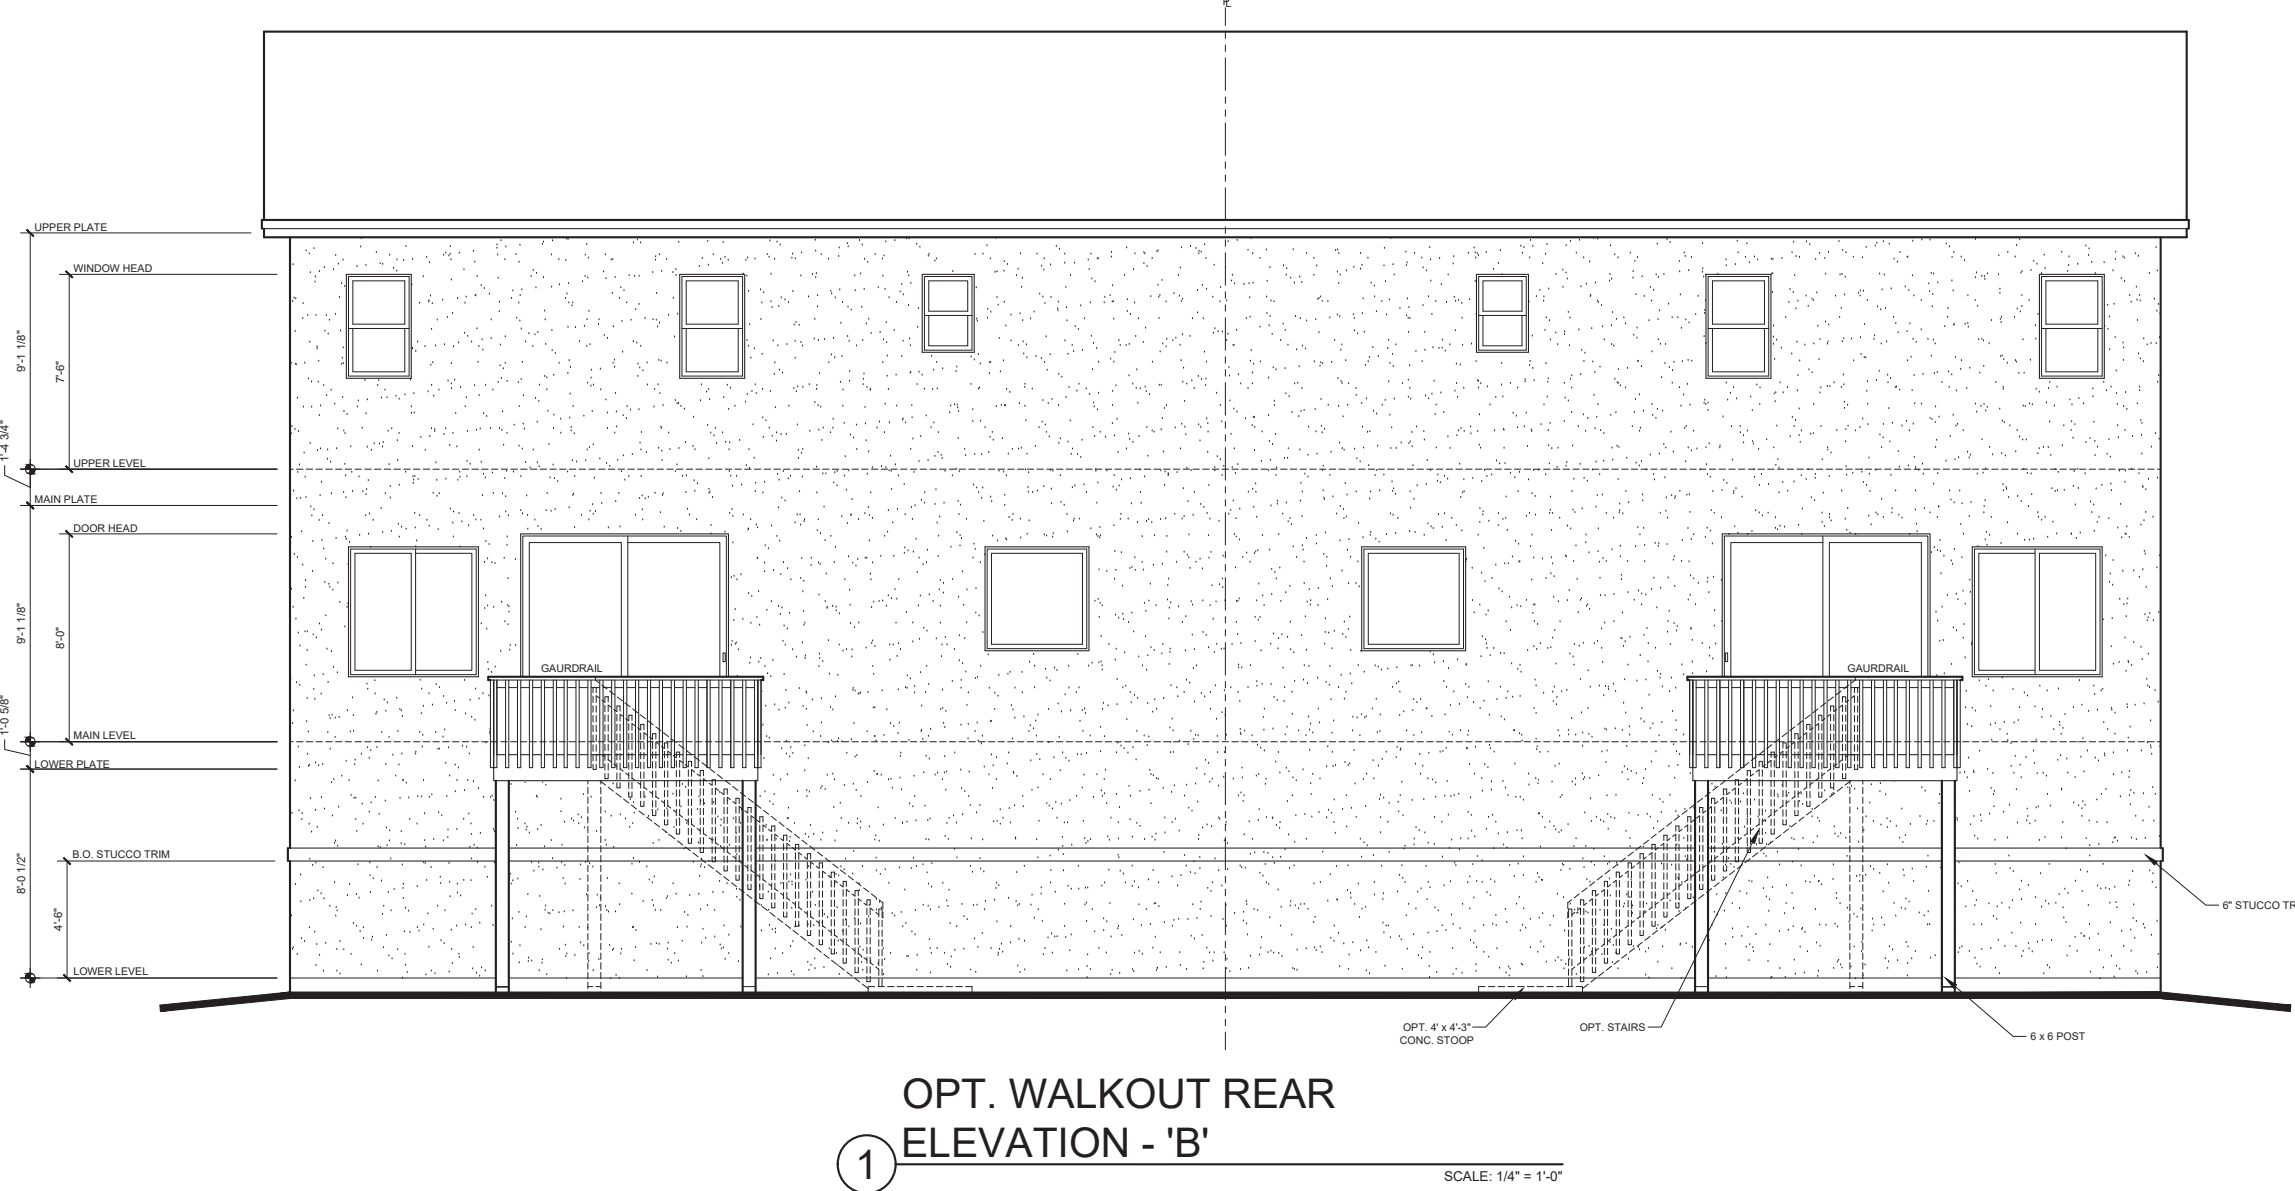 ℄
UPPER PLATE
WINDOW HEAD
9'-1 1/8"
7'-6"
1'-4 3/4"
UPPER LEVEL
MAIN PLATE
DOOR HEAD
9'-1 1/8"
8'-0"
GAURDRAIL
GAURDRAIL
1'-0 5/8"
MAIN LEVEL
LOWER PLATE
B.O. STUCCO TRIM
8'-0 1/2"
4'-6"
6" STUCCO TR
LOWER LEVEL
OPT. 4' x 4'-3"
CONC. STOOP
OPT. STAIRS
6 x 6 POST
OPT. WALKOUT REAR
ELEVATION - 'B'
1
SCALE: 1/4" = 1'-0"